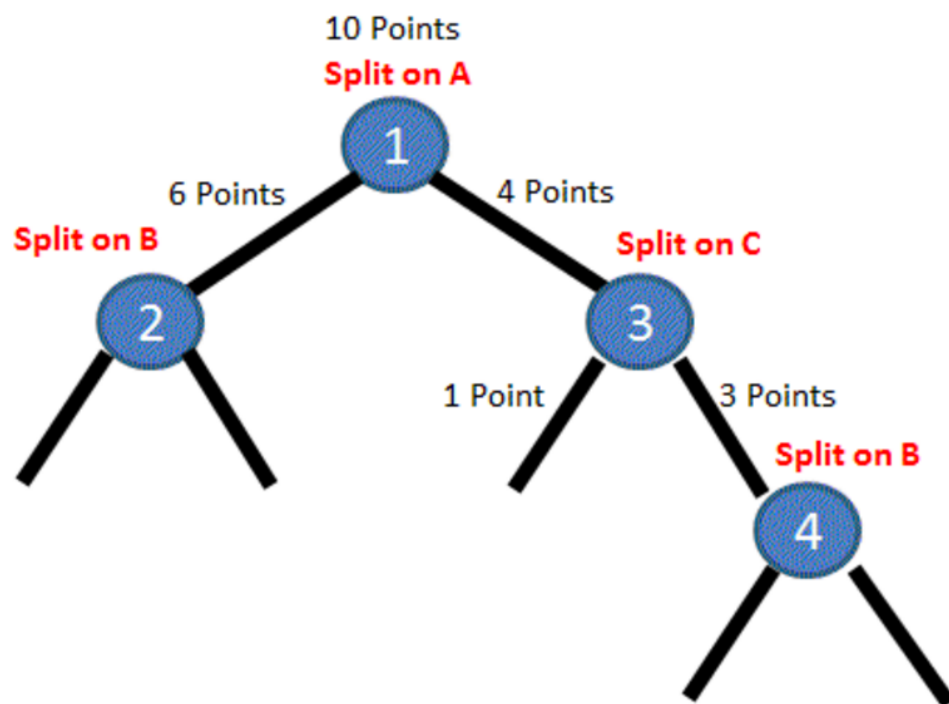 10 Points
Split on A
1
6 Points
4 Points
Split on B
Split on C
2
3
1 Point
3 Points
Split on B
4